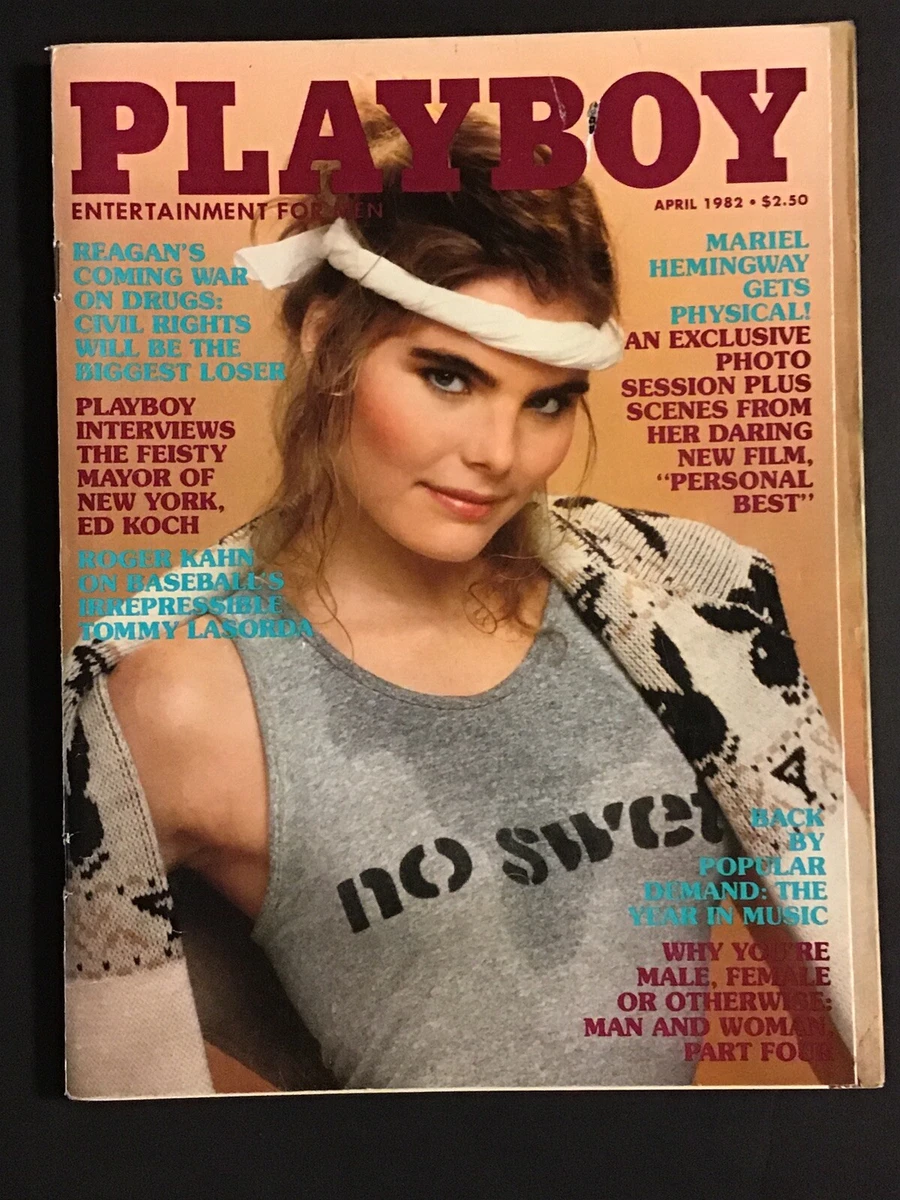 PLAYBOY
ENTERTAINMENT FOR MEN
APRIL 1982 • $2.50
REAGAN'S
COMING WAR
ON DRUGS:
CIVIL RIGHTS
WILL BE THE
BIGGEST LOSER
PLAYBOY
INTERVIEWS
THE FEISTY
MAYOR OF
NEW YORK,
ED KOCH
ROGER KAHN
ON BASEBALL'S
IRREPRESSIBLE
TOMMY LASORDA
MARIEL
HEMINGWAY
GETS
PHYSICAL!
AN EXCLUSIVE
PHOTO
SESSION PLUS
SCENES FROM
HER DARING
NEW FILM,
"PERSONAL
BEST"
no swet
BACK
BY
POPULAR
DEMAND: THE
YEAR IN MUSIC
WHY YOU'RE
MALE, FEMALE
OR OTHERWISE:
MAN AND WOMAN,
PART FOUR